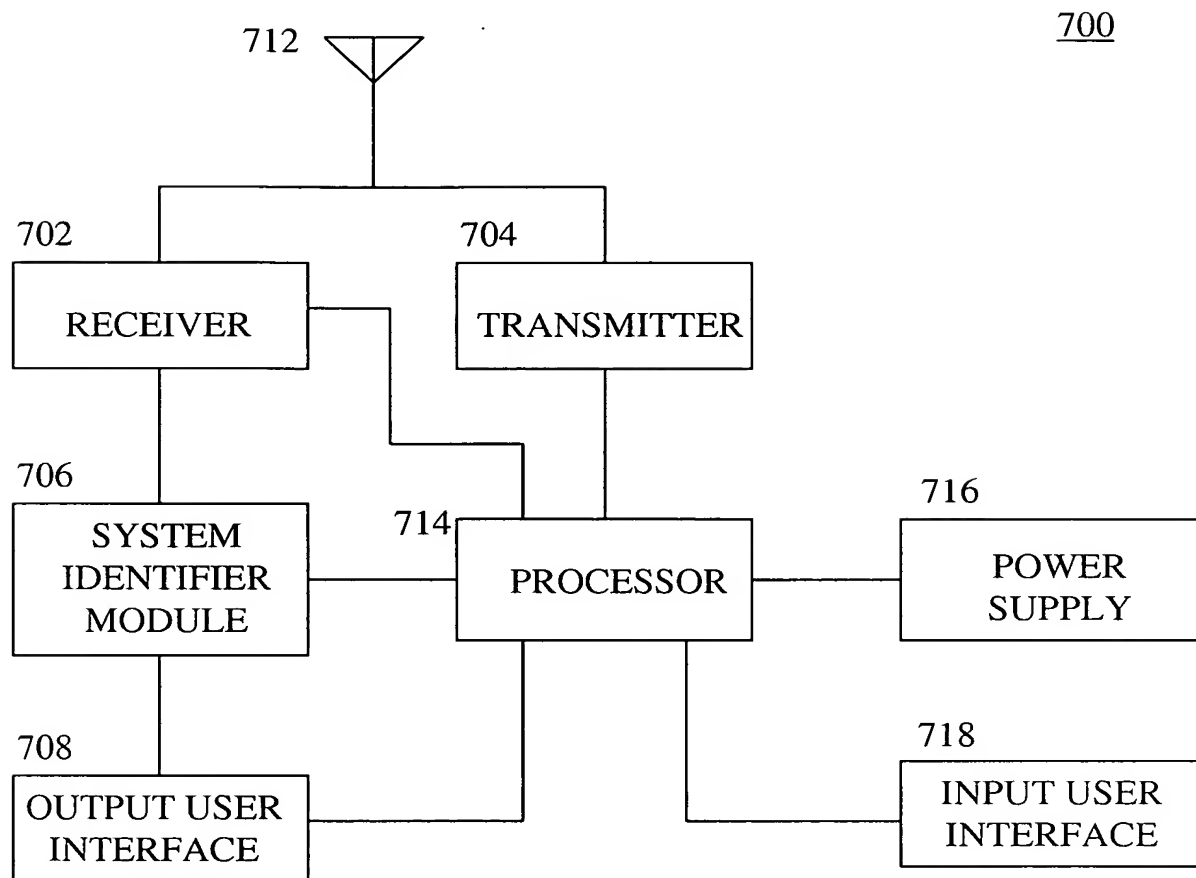 712
700
702
704
RECEIVER
TRANSMITTER
706
714
716
SYSTEM
IDENTIFIER
MODULE
PROCESSOR
POWER
SUPPLY
708
718
OUTPUT USER
INTERFACE
INPUT USER
INTERFACE